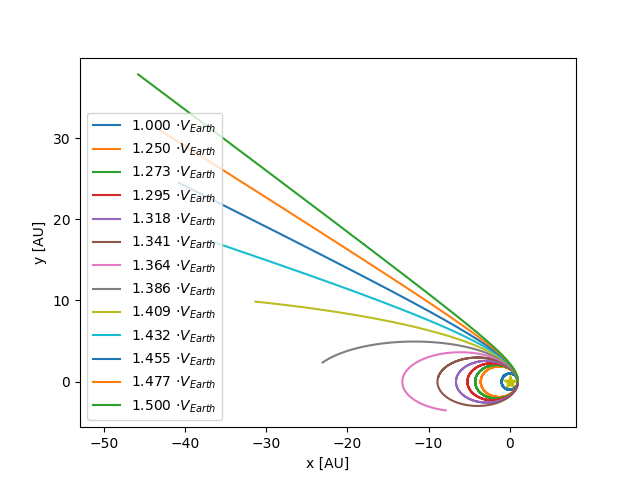 30
20
10
0
y [AU]
1.000 ·V_Earth
1.250 ·V_Earth
1.273 ·V_Earth
1.295 ·V_Earth
1.318 ·V_Earth
1.341 ·V_Earth
1.364 ·V_Earth
1.386 ·V_Earth
1.409 ·V_Earth
1.432 ·V_Earth
1.455 ·V_Earth
1.477 ·V_Earth
1.500 ·V_Earth
−50 −40 −30 −20 −10 0
x [AU]